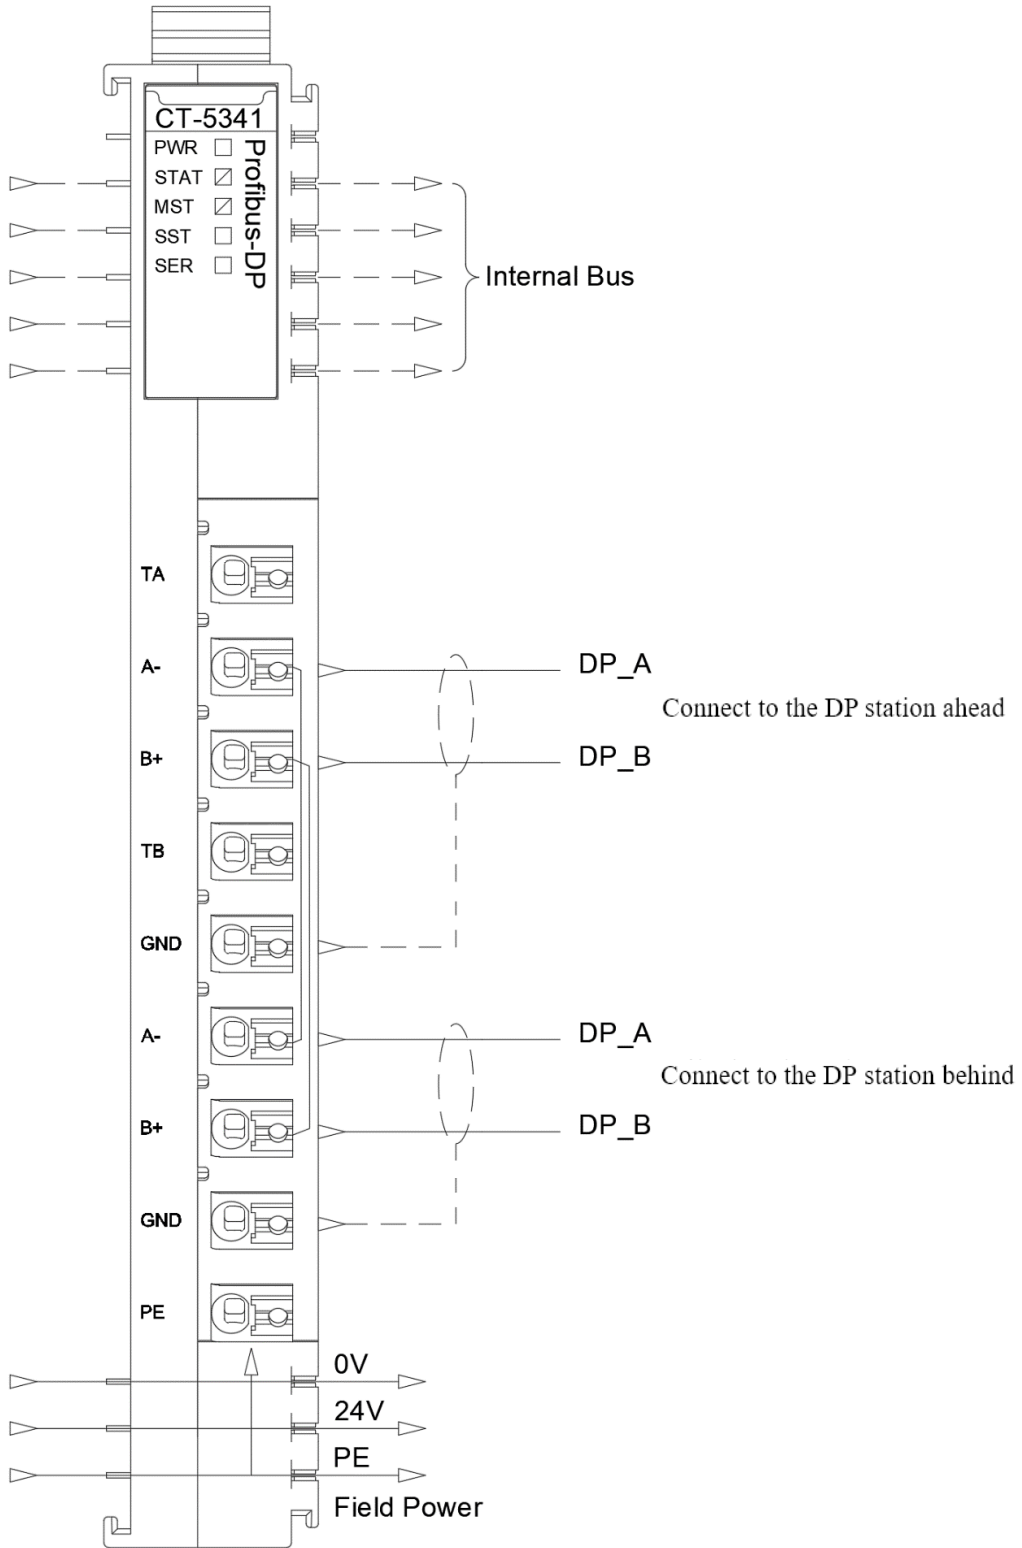 CT-5341
PWR
STAT
MST
SST
SER
Profibus-DP
Internal Bus
TA
A-
DP_A
Connect to the DP station ahead
B+
DP_B
TB
GND
A-
DP_A
Connect to the DP station behind
B+
DP_B
GND
PE
0V
24V
PE
Field Power